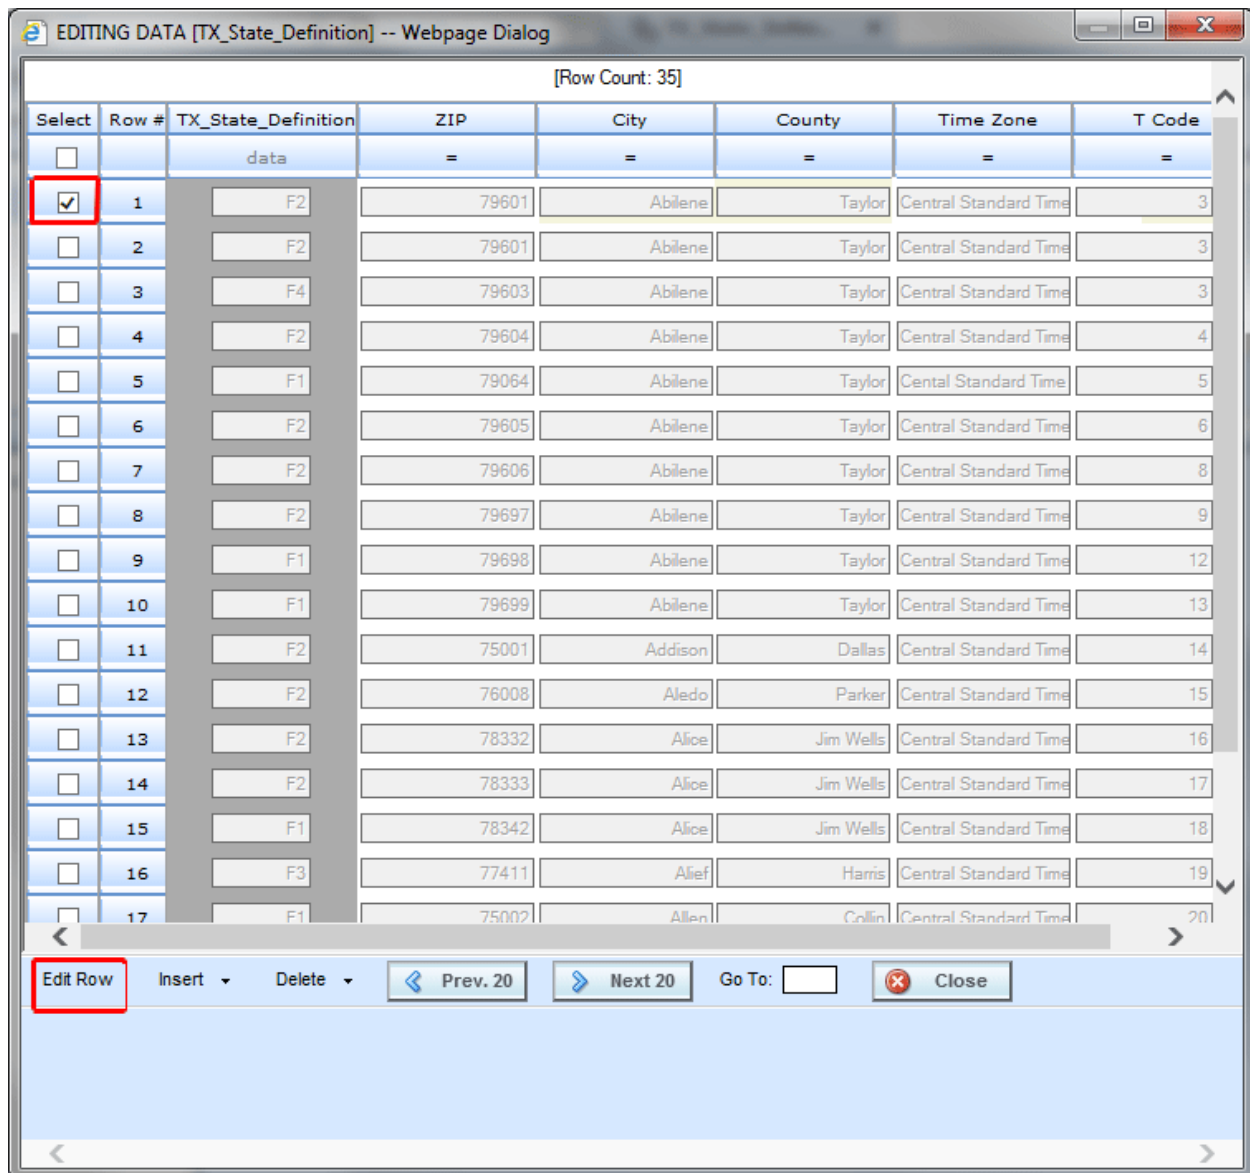 EDITING DATA [TX_State_Definition] -- Webpage Dialog
[Row Count: 35]
Select Row # TX_State_Definition ZIP City County Time Zone T Code
data = = = = =
1 F2 79601 Abilene Taylor Central Standard Time 3
2 F2 79601 Abilene Taylor Central Standard Time 3
3 F4 79603 Abilene Taylor Central Standard Time 3
4 F2 79604 Abilene Taylor Central Standard Time 4
5 F1 79064 Abilene Taylor Cental Standard Time 5
6 F2 79605 Abilene Taylor Central Standard Time 6
7 F2 79606 Abilene Taylor Central Standard Time 8
8 F2 79697 Abilene Taylor Central Standard Time 9
9 F1 79698 Abilene Taylor Central Standard Time 12
10 F1 79699 Abilene Taylor Central Standard Time 13
11 F2 75001 Addison Dallas Central Standard Time 14
12 F2 76008 Aledo Parker Central Standard Time 15
13 F2 78332 Alice Jim Wells Central Standard Time 16
14 F2 78333 Alice Jim Wells Central Standard Time 17
15 F1 78342 Alice Jim Wells Central Standard Time 18
16 F3 77411 Alief Harris Central Standard Time 19
17 F1 75002 Allen Collin Central Standard Time 20
Edit Row Insert Delete Prev. 20 Next 20 Go To: Close